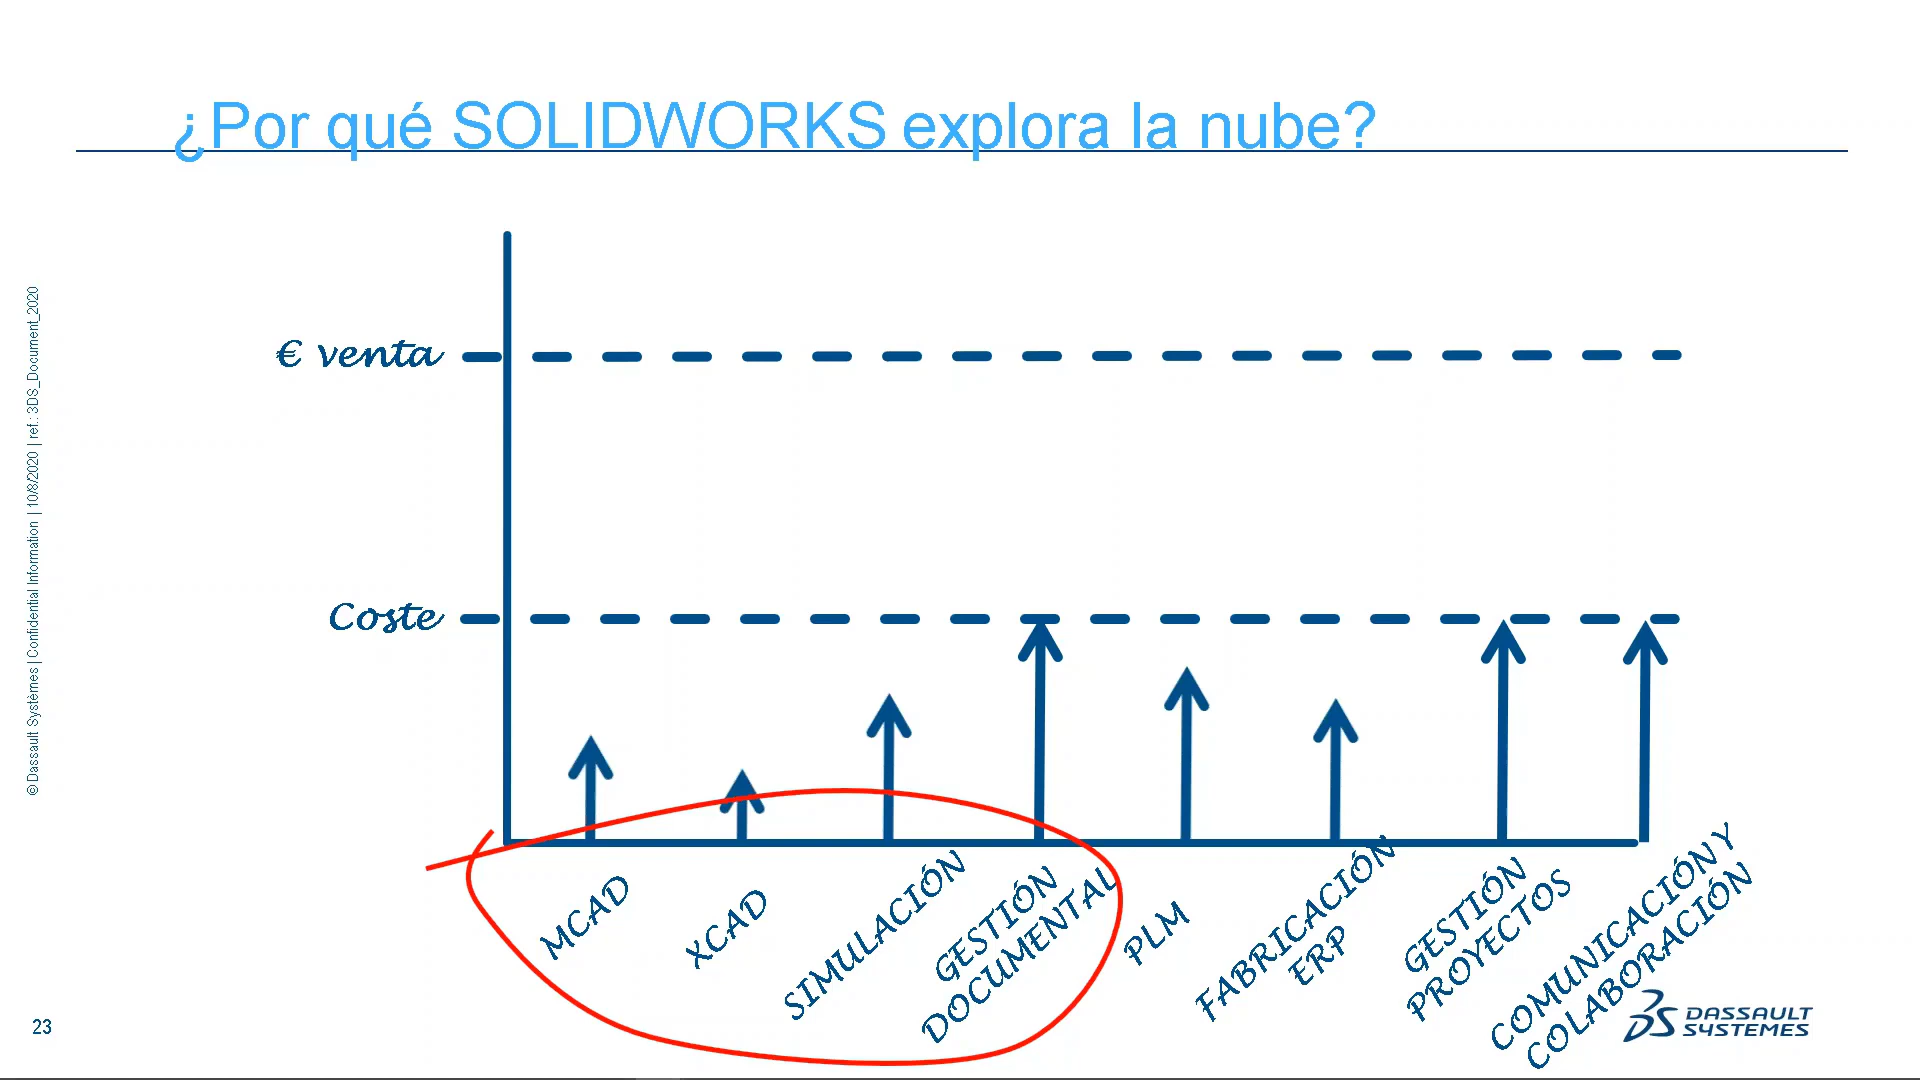 ¿Por qué SOLIDWORKS explora la nube?
€ venta
Coste
MCAD
XCAD
SIMULACIÓN
GESTIÓN
DOCUMENTAL
PLM
FABRICACIÓN
ERP
GESTIÓN
PROYECTOS
COMUNICACIÓN Y
COLABORACIÓN
© Dassault Systèmes | Confidential Information | 10/8/2020 | ref.: 3DS_Document_2020
23
DASSAULT
SYSTEMES